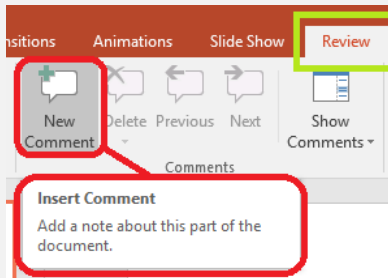 Animations Slide Show Review
New Delete Previous Next Show
Comment Comments
Comments
Insert Comment
Add a note about this part of the
document.